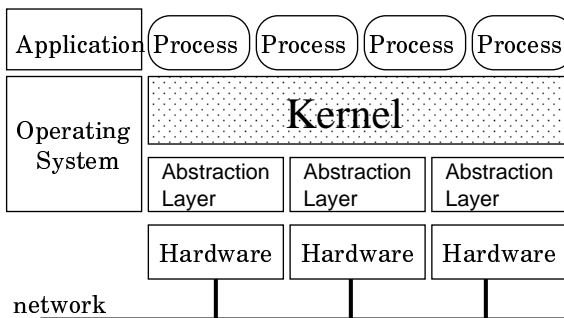 Application Process Process Process Process
Kernel
Operating
System
Abstraction Abstraction Abstraction
Layer Layer Layer
Hardware Hardware Hardware
network